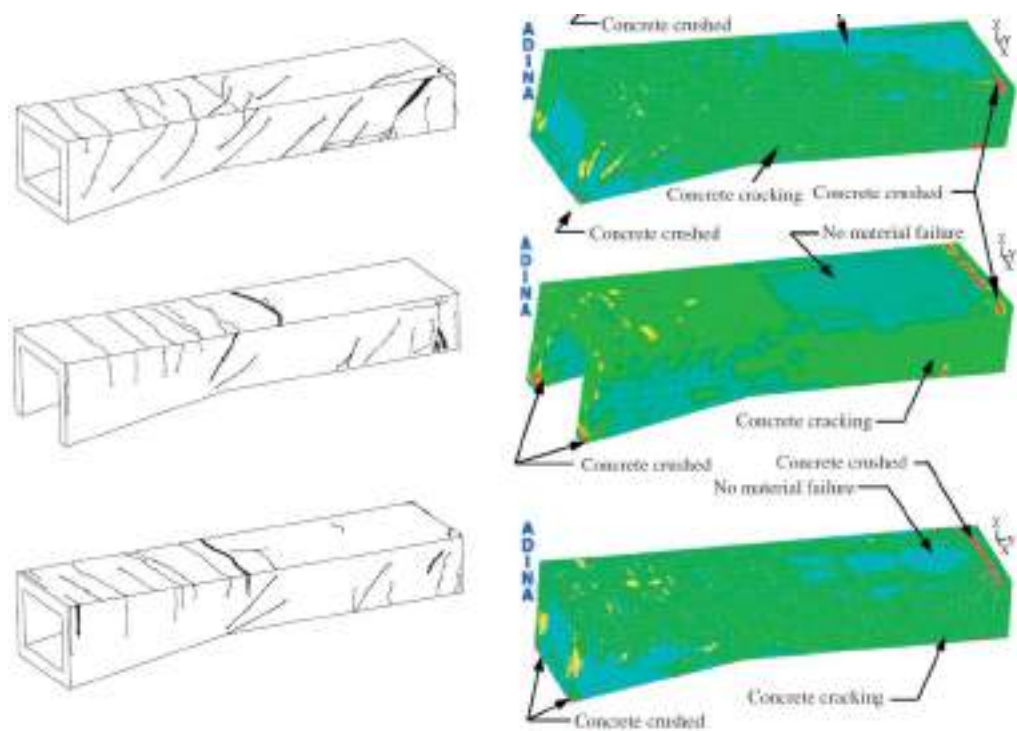 Concrete crushed
ADINA
Z
Concrete cracking
Concrete crushed
Concrete crushed
No material failure
ADINA
Z
Concrete cracking
Concrete crushed
Concrete crushed
No material failure
ADINA
Z
Concrete cracking
Concrete crushed